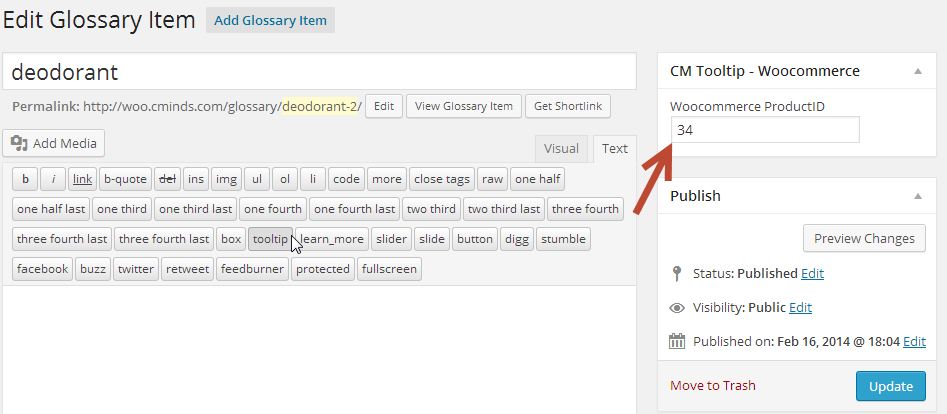 Edit Glossary Item Add Glossary Item
deodorant
Permalink: http://woo.cminds.com/glossary/deodorant-2/ Edit View Glossary Item Get Shortlink
Add Media
Visual Text
b i link b-quote del ins img ul ol li code more close tags raw one half
one half last one third one third last one fourth one fourth last two third two third last three fourth
three fourth last three fourth last box tooltip learn_more slider slide button digg stumble
facebook buzz twitter retweet feedburner protected fullscreen
CM Tooltip - Woocommerce
Woocommerce ProductID
34
Publish
Preview Changes
Status: Published Edit
Visibility: Public Edit
Published on: Feb 16, 2014 @ 18:04 Edit
Move to Trash Update